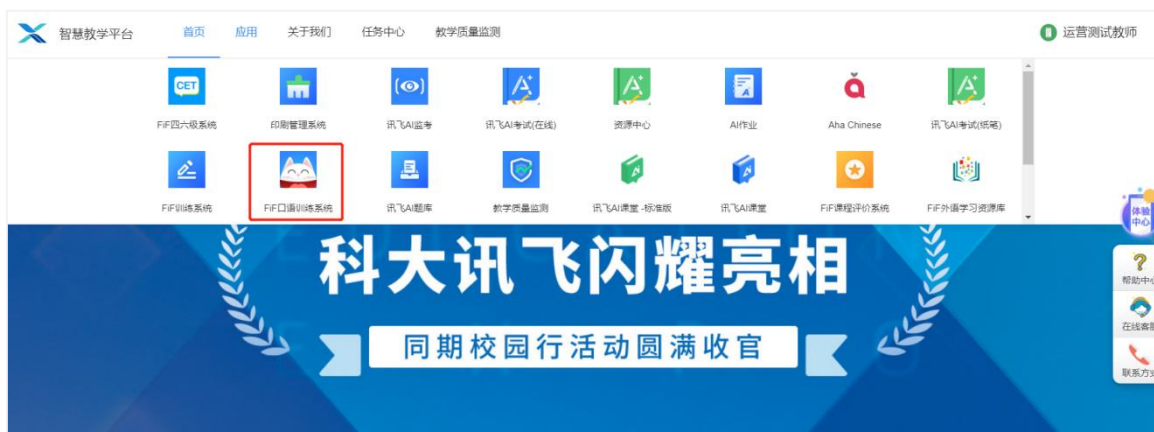 智慧教学平台 首页 应用 关于我们 任务中心 教学质量监测 运营测试教师
CET
FiF四六级系统 印刷管理系统 讯飞AI监考 讯飞AI考试(在线) 资源中心 AI作业 Aha Chinese 讯飞AI考试(纸笔)
FiF训练系统 FiF口语训练系统 讯飞AI题库 教学质量监测 讯飞AI课堂 -标准版 讯飞AI课堂 FiF课程评价系统 FiF外语学习资源库
体验
中心
科大讯飞闪耀亮相
帮助中心
同期校园行活动圆满收官
在线客服
联系方式